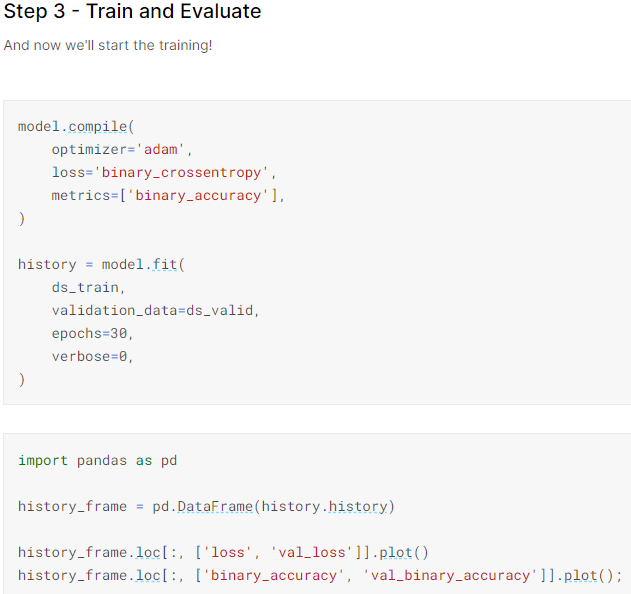 Step 3 - Train and Evaluate
And now we'll start the training!
model.compile(
    optimizer='adam',
    loss='binary_crossentropy',
    metrics=['binary_accuracy'],
)
history = model.fit(
    ds_train,
    validation_data=ds_valid,
    epochs=30,
    verbose=0,
)
import pandas as pd
history_frame = pd.DataFrame(history.history)
history_frame.loc[:, ['loss', 'val_loss']].plot()
history_frame.loc[:, ['binary_accuracy', 'val_binary_accuracy']].plot();